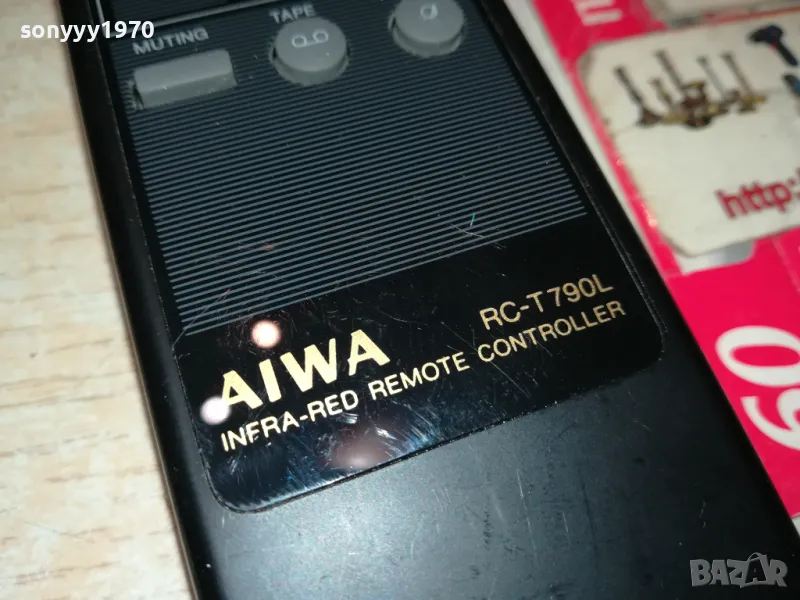 sonyyy1970
MUTING
TAPE
AIWA
RC-T790L
INFRA-RED REMOTE CONTROLLER
http:/
60
BAZAR